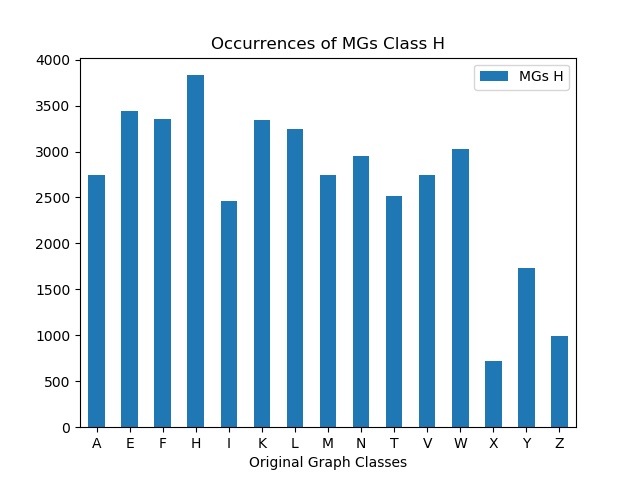 Occurrences of MGs Class H
MGs H
4000
3500
3000
2500
2000
1500
1000
500
0
A E F H I K L M N T V W X Y Z
Original Graph Classes